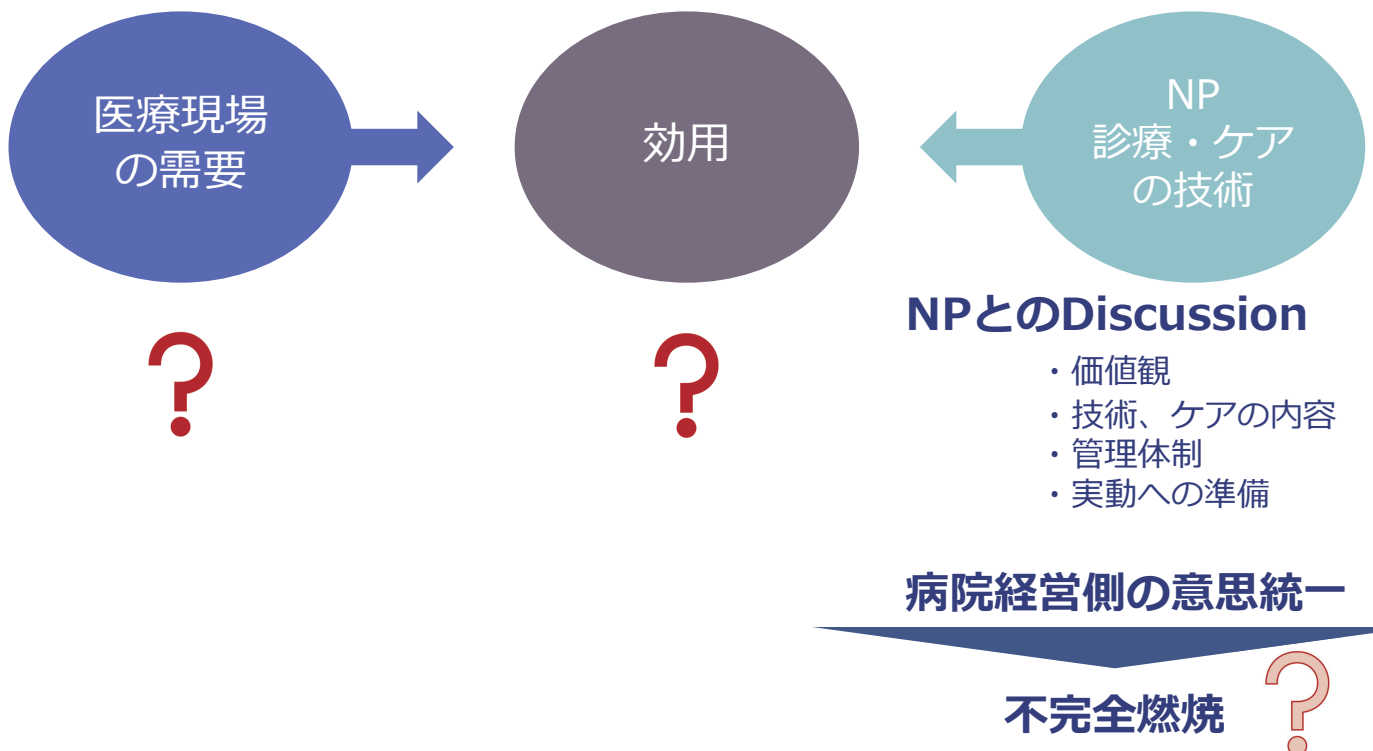 医療現場
の需要
効用
NP
診療・ケア
の技術
?
?
NPとのDiscussion
・価値観
・技術、ケアの内容
・管理体制
・実動への準備
病院経営側の意思統一
不完全燃焼
?